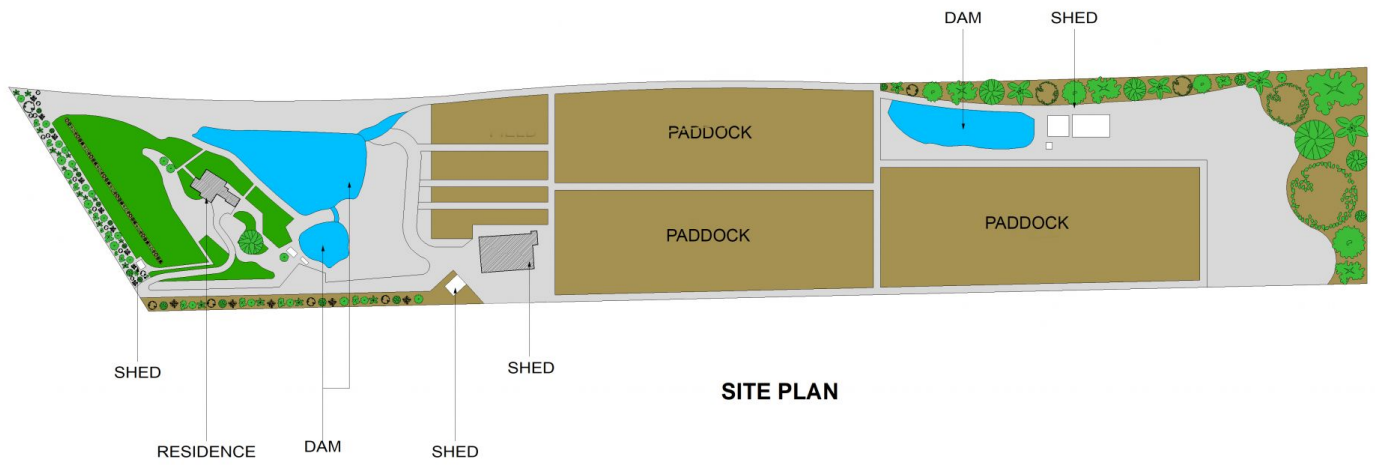 DAM
SHED
PADDOCK
PADDOCK
PADDOCK
SHED
SHED
SITE PLAN
RESIDENCE
DAM
SHED